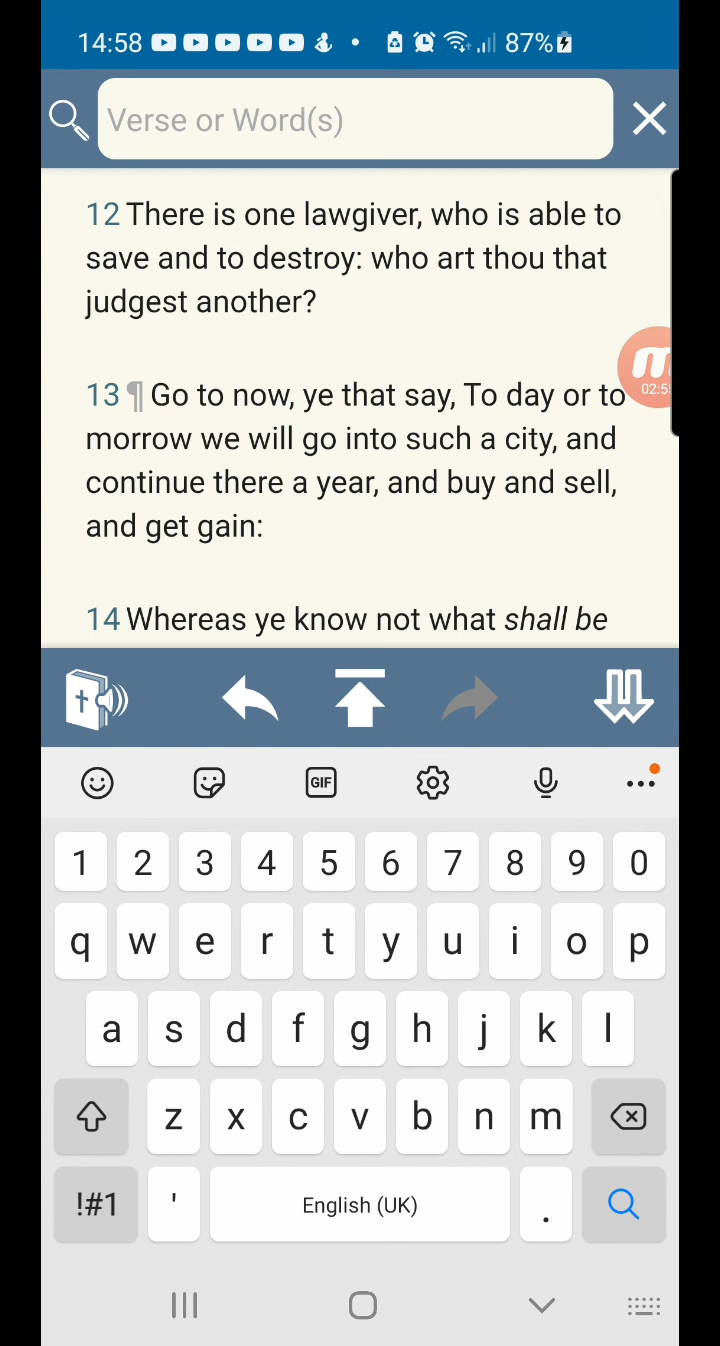 14:58 87%
Verse or Word(s)
12 There is one lawgiver, who is able to
save and to destroy: who art thou that
judgest another?
13 ¶ Go to now, ye that say, To day or to
morrow we will go into such a city, and
continue there a year, and buy and sell,
and get gain:
14 Whereas ye know not what shall be
GIF
1 2 3 4 5 6 7 8 9 0
q w e r t y u i o p
a s d f g h j k l
z x c v b n m
!#1 ' English (UK) .